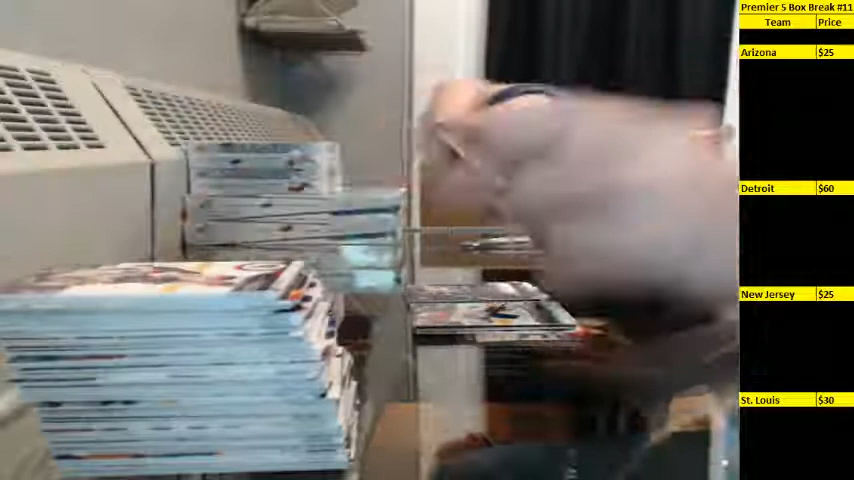 Premier 5 Box Break #11
Team Price
Arizona $25
Detroit $60
New Jersey $25
St. Louis $30